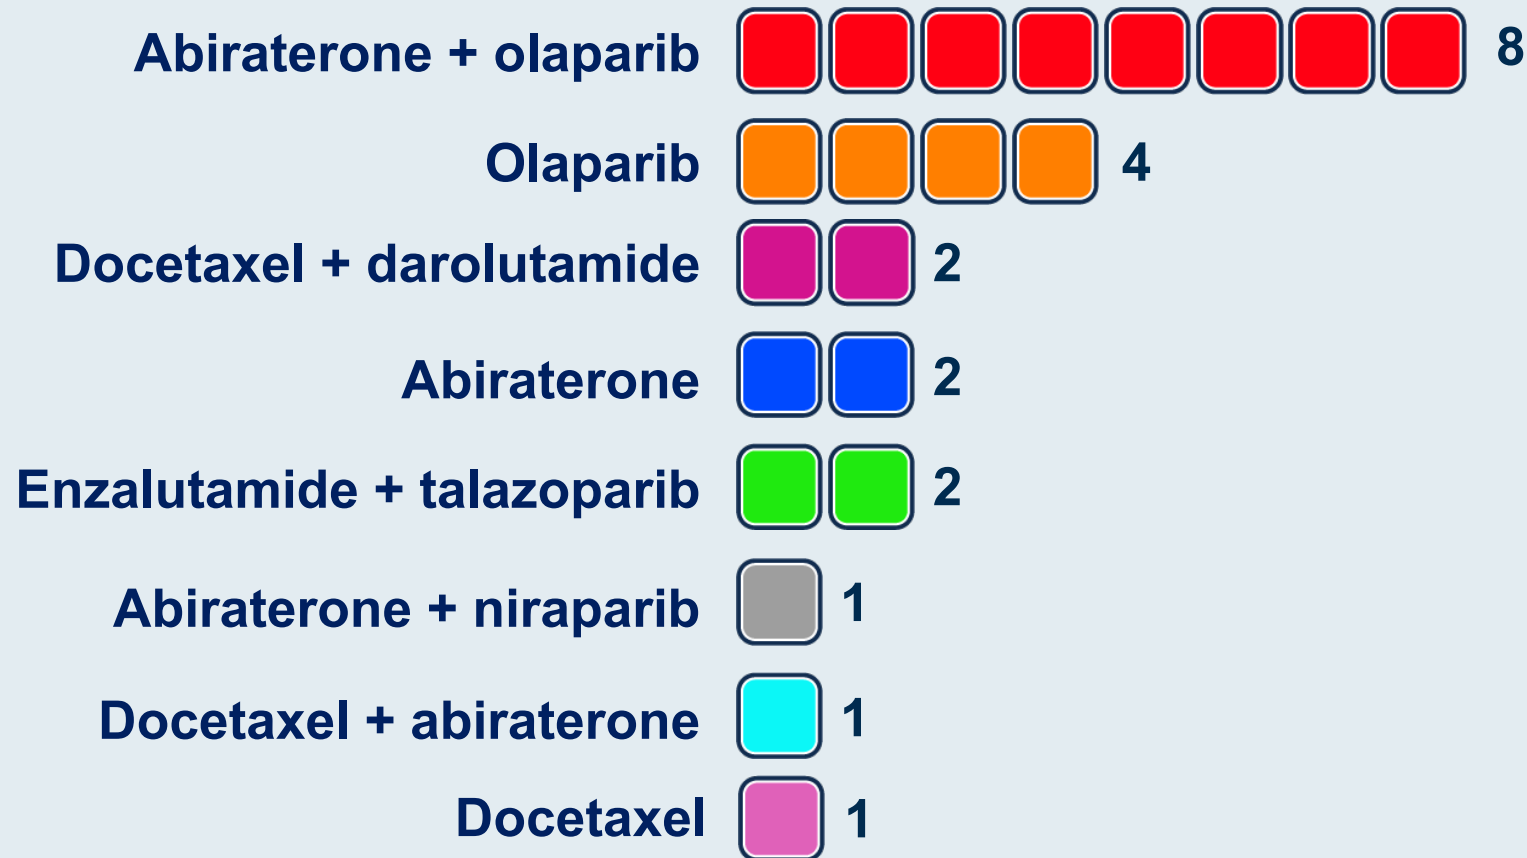 Abiraterone + olaparib 8
Olaparib 4
Docetaxel + darolutamide 2
Abiraterone 2
Enzalutamide + talazoparib 2
Abiraterone + niraparib 1
Docetaxel + abiraterone 1
Docetaxel 1